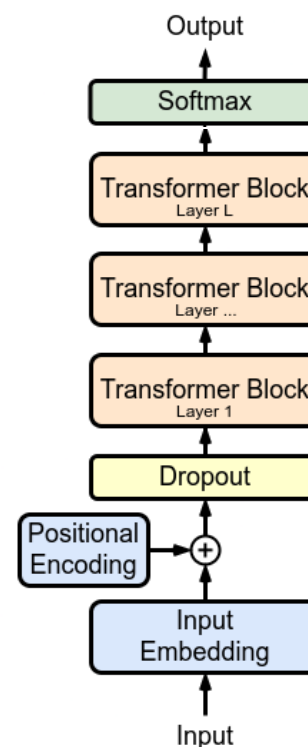 Output
Softmax
Transformer Block
Layer L
Transformer Block
Layer ...
Transformer Block
Layer 1
Dropout
Positional
Encoding
+
Input
Embedding
Input